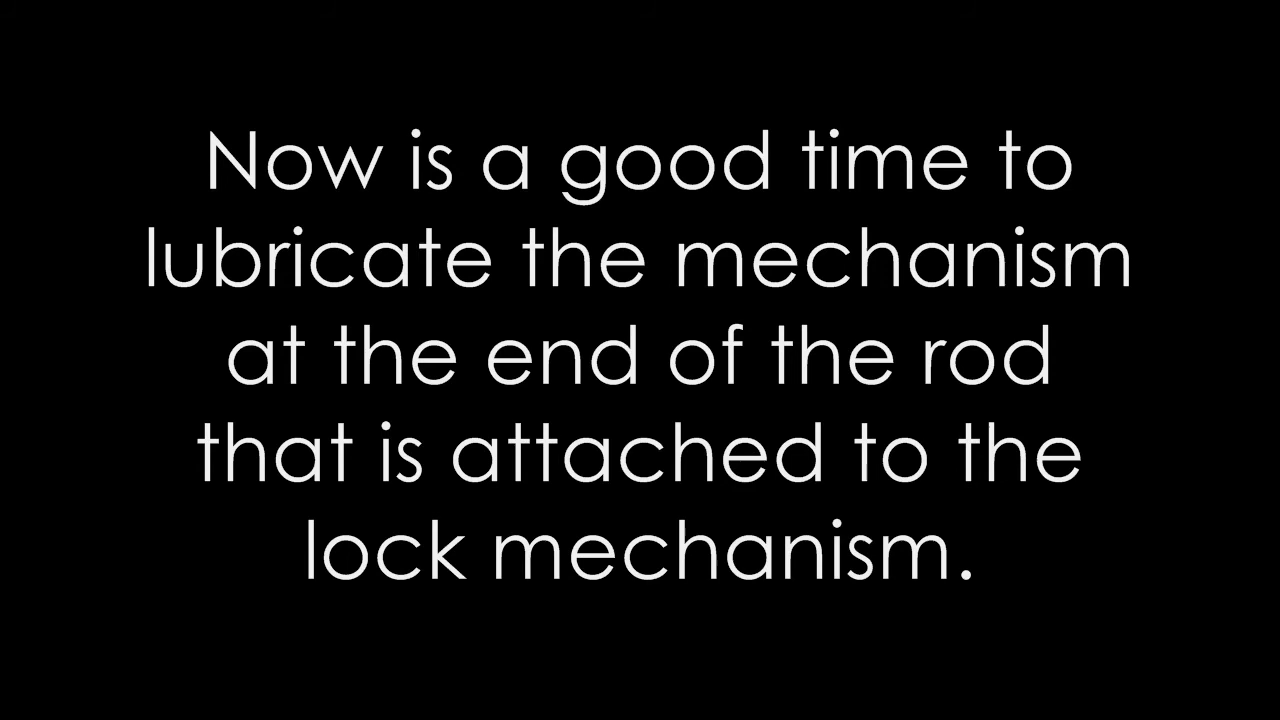 Now is a good time to
lubricate the mechanism
at the end of the rod
that is attached to the
lock mechanism.